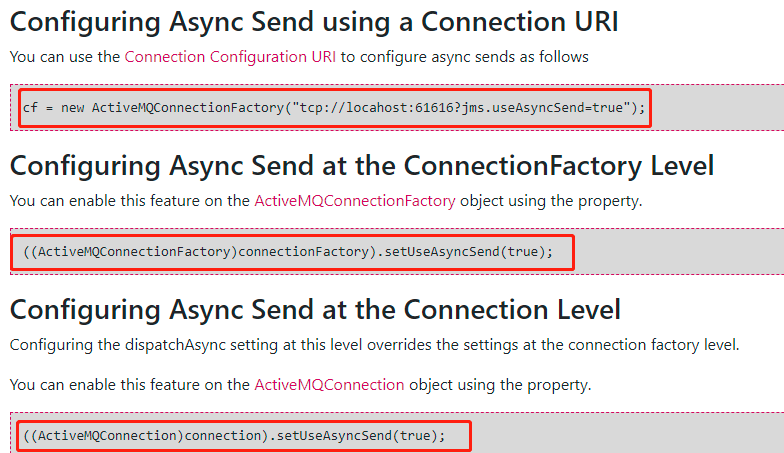 Configuring Async Send using a Connection URI
You can use the Connection Configuration URI to configure async sends as follows
cf = new ActiveMQConnectionFactory("tcp://locahost:61616?jms.useAsyncSend=true");
Configuring Async Send at the ConnectionFactory Level
You can enable this feature on the ActiveMQConnectionFactory object using the property.
((ActiveMQConnectionFactory)connectionFactory).setUseAsyncSend(true);
Configuring Async Send at the Connection Level
Configuring the dispatchAsync setting at this level overrides the settings at the connection factory level.
You can enable this feature on the ActiveMQConnection object using the property.
((ActiveMQConnection)connection).setUseAsyncSend(true);